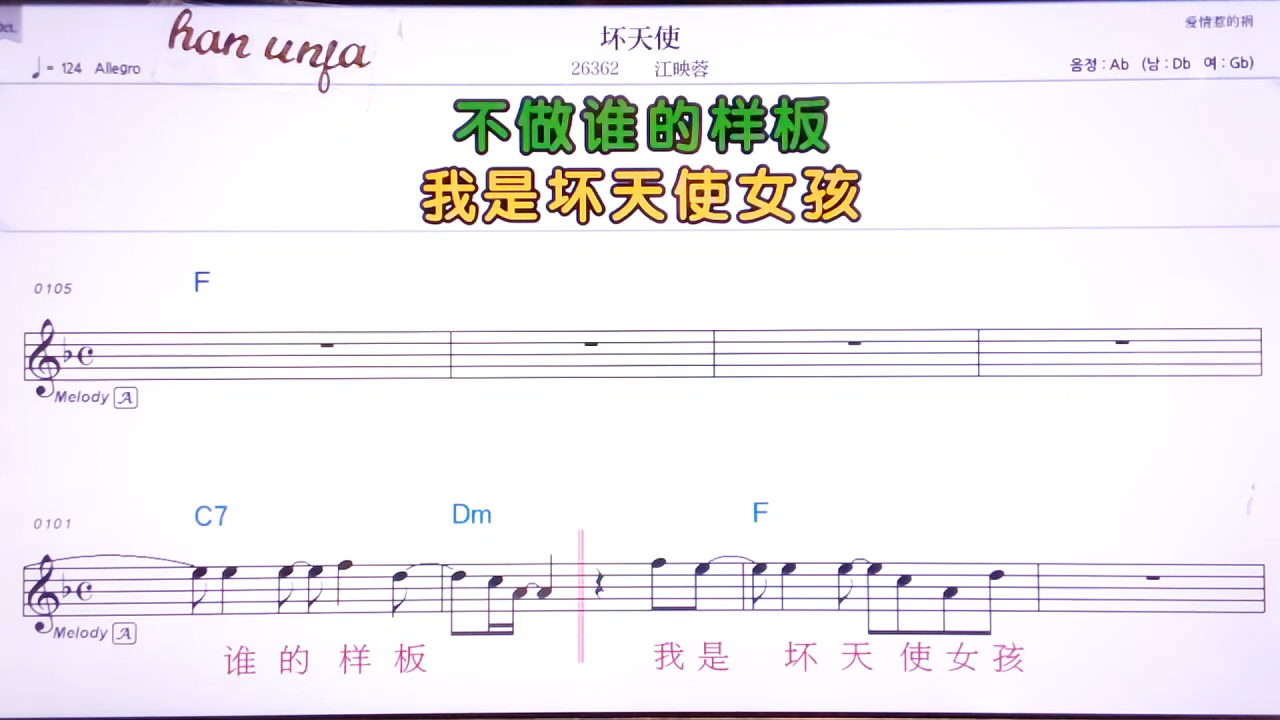 Oct.
han unfa
坏天使
爱情惹的祸
♩= 124 Allegro
26362 江映蓉
음정 : Ab (남 : Db 여 : Gb)
不做谁的样板
我是坏天使女孩
0105
F
Melody A
0101
C7 Dm F
Melody A
谁的样板 我是 坏天使女孩